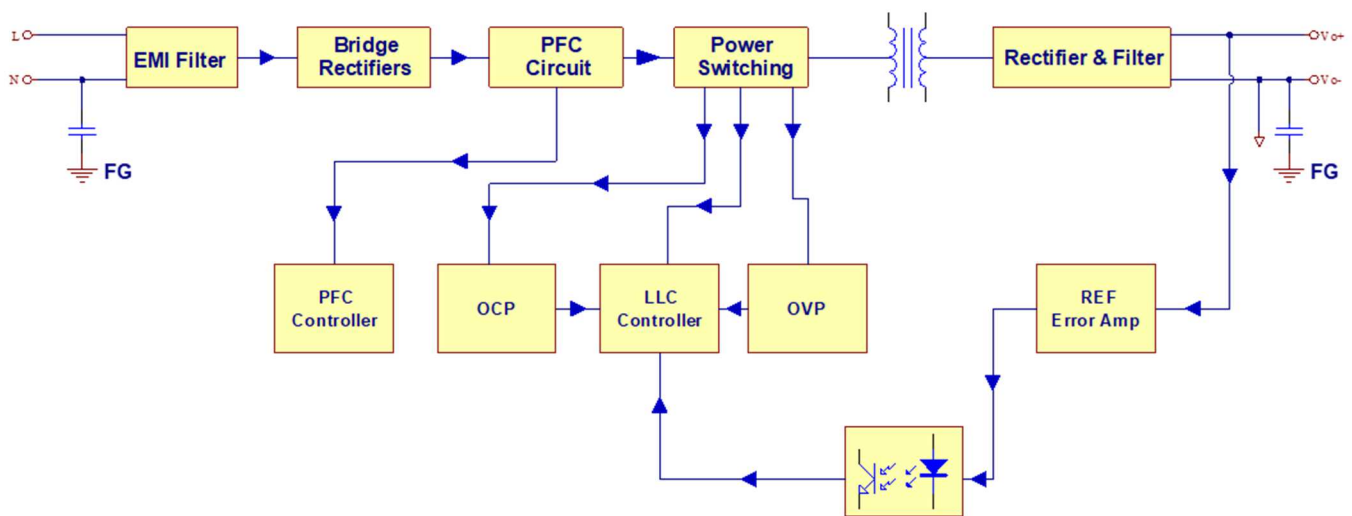 L
N
EMI Filter
Bridge
Rectifiers
PFC
Circuit
Power
Switching
Rectifier & Filter
Vo+
Vo-
FG
FG
PFC
Controller
OCP
LLC
Controller
OVP
REF
Error Amp